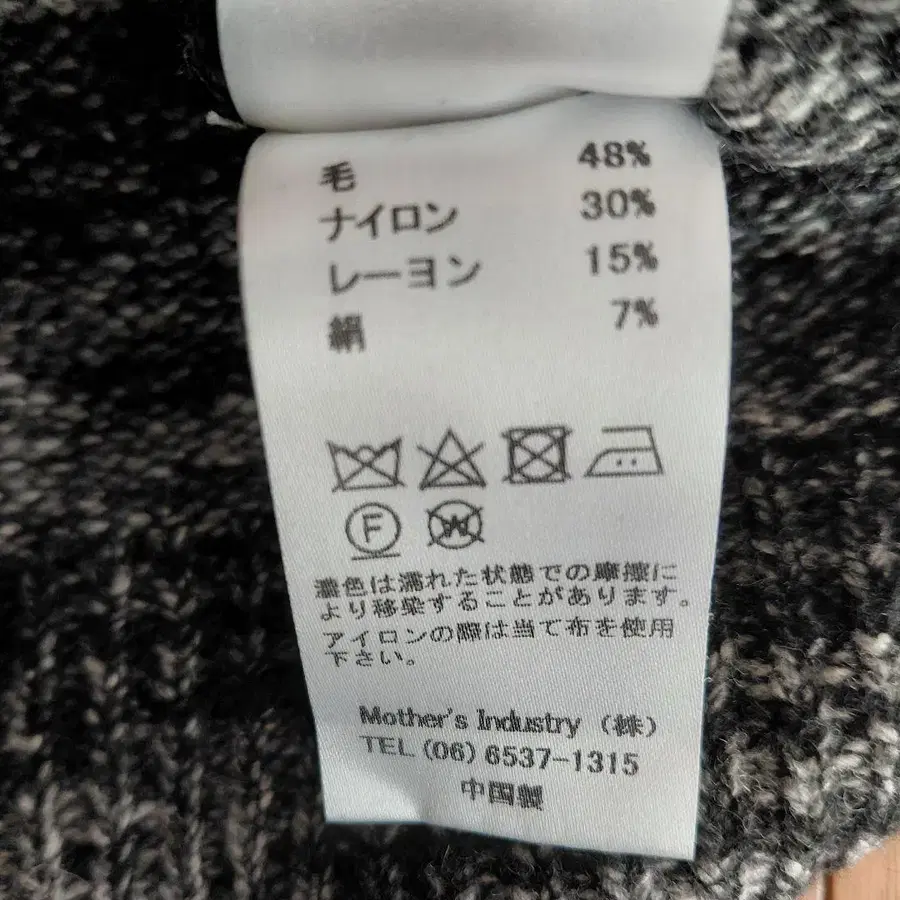 毛 48%
ナイロン 30%
レーヨン 15%
絹 7%
F
W
濃色は濡れた状態での摩擦に
より移染することがあります。
アイロンの際は当て布を使用
下さい。
Mother's Industry (株)
TEL (06) 6537-1315
中国製